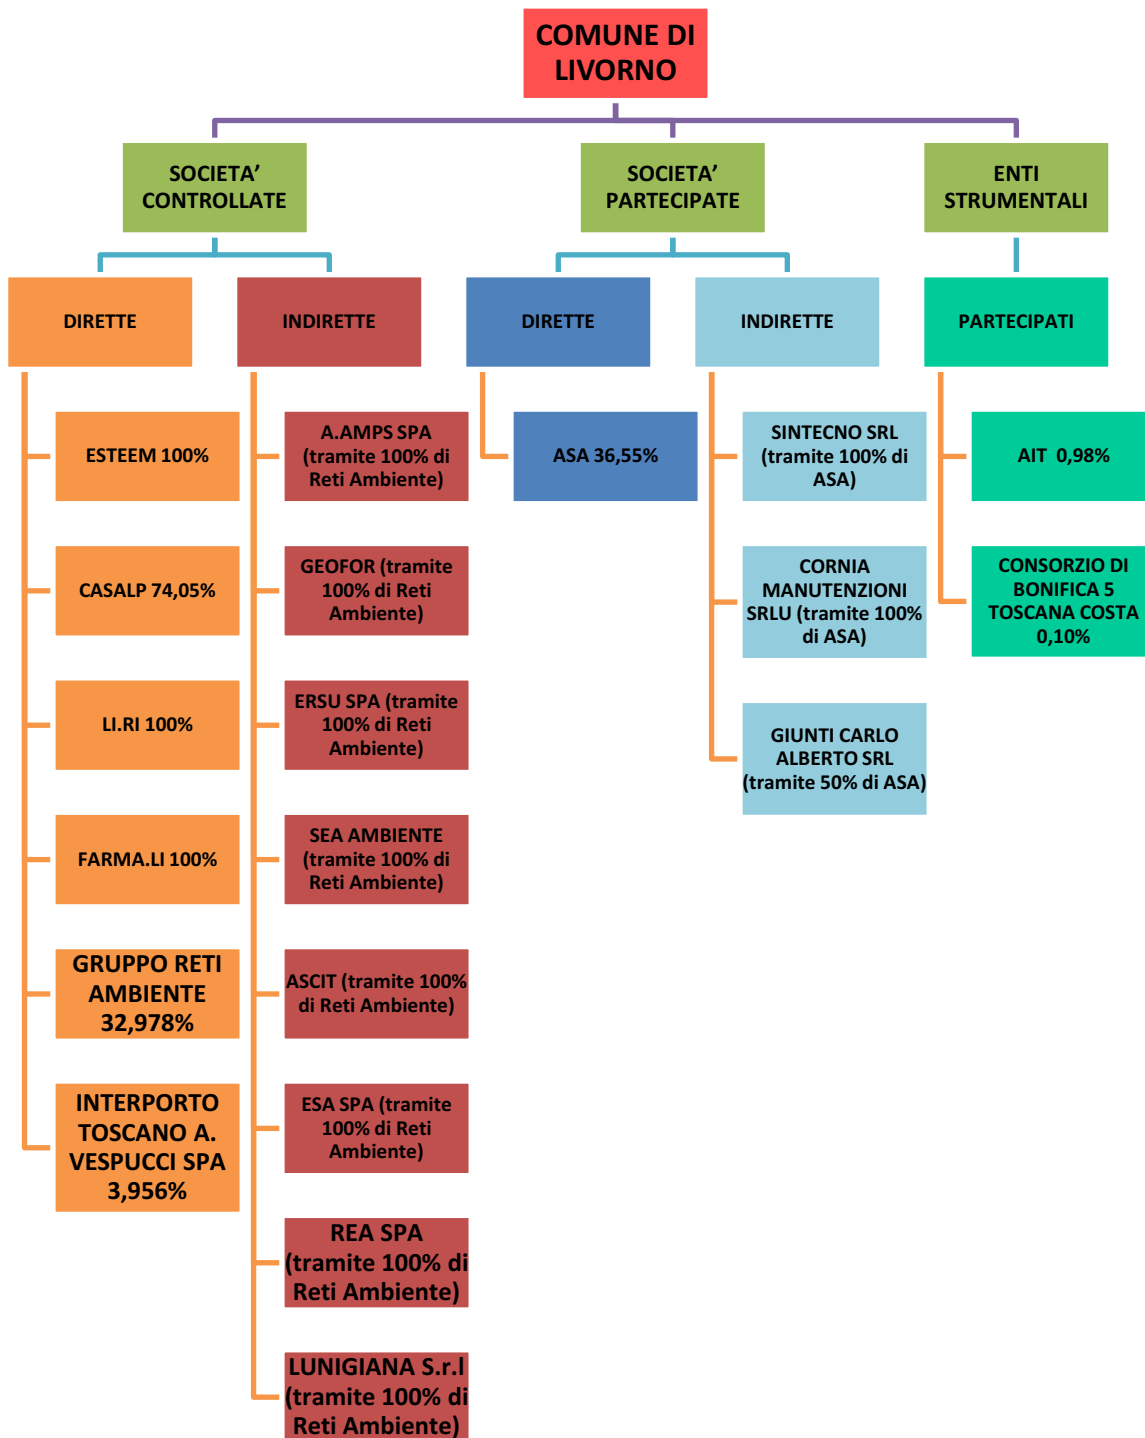 COMUNE DI
LIVORNO
SOCIETA’
CONTROLLATE
SOCIETA’
PARTECIPATE
ENTI
STRUMENTALI
DIRETTE
INDIRETTE
DIRETTE
INDIRETTE
PARTECIPATI
ESTEEM 100%
CASALP 74,05%
LI.RI 100%
FARMA.LI 100%
GRUPPO RETI
AMBIENTE
32,978%
INTERPORTO
TOSCANO A.
VESPUCCI SPA
3,956%
A.AMPS SPA
(tramite 100% di
Reti Ambiente)
GEOFOR (tramite
100% di Reti
Ambiente)
ERSU SPA (tramite
100% di Reti
Ambiente)
SEA AMBIENTE
(tramite 100% di
Reti Ambiente)
ASCIT (tramite 100%
di Reti Ambiente)
ESA SPA (tramite
100% di Reti
Ambiente)
REA SPA
(tramite 100% di
Reti Ambiente)
LUNIGIANA S.r.l
(tramite 100% di
Reti Ambiente)
ASA 36,55%
SINTECNO SRL
(tramite 100% di
ASA)
CORNIA
MANUTENZIONI
SRLU (tramite 100%
di ASA)
GIUNTI CARLO
ALBERTO SRL
(tramite 50% di ASA)
AIT 0,98%
CONSORZIO DI
BONIFICA 5
TOSCANA COSTA
0,10%